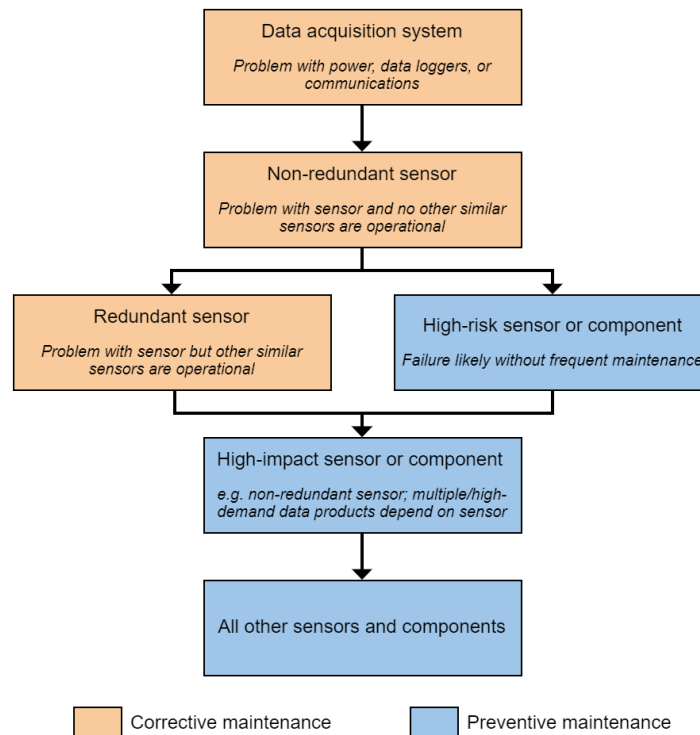 Data acquisition system
Problem with power, data loggers, or
communications
Non-redundant sensor
Problem with sensor and no other similar
sensors are operational
Redundant sensor
Problem with sensor but other similar
sensors are operational
High-risk sensor or component
Failure likely without frequent maintenance
High-impact sensor or component
e.g. non-redundant sensor; multiple/high-
demand data products depend on sensor
All other sensors and components
Corrective maintenance
Preventive maintenance